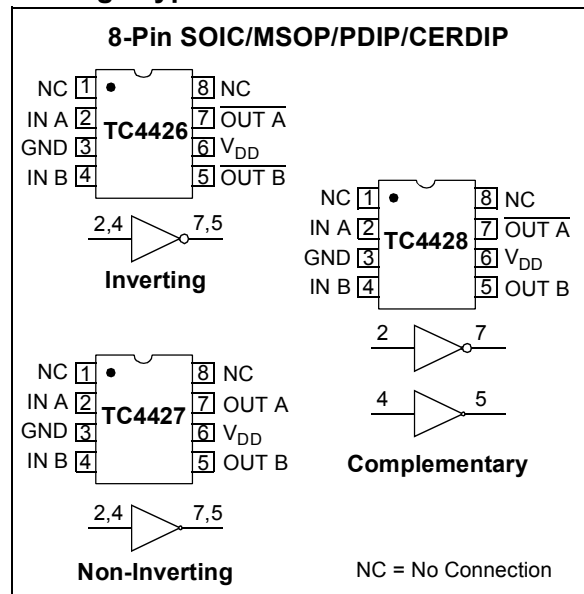 8-Pin SOIC/MSOP/PDIP/CERDIP
NC 1 8 NC
IN A 2 7 OUT A
GND 3 TC4426 6 VDD
IN B 4 5 OUT B
2,4 7,5
Inverting
NC 1 8 NC
IN A 2 7 OUT A
GND 3 TC4428 6 VDD
IN B 4 5 OUT B
2 7
4 5
Complementary
NC 1 8 NC
IN A 2 7 OUT A
GND 3 TC4427 6 VDD
IN B 4 5 OUT B
2,4 7,5
Non-Inverting
NC = No Connection